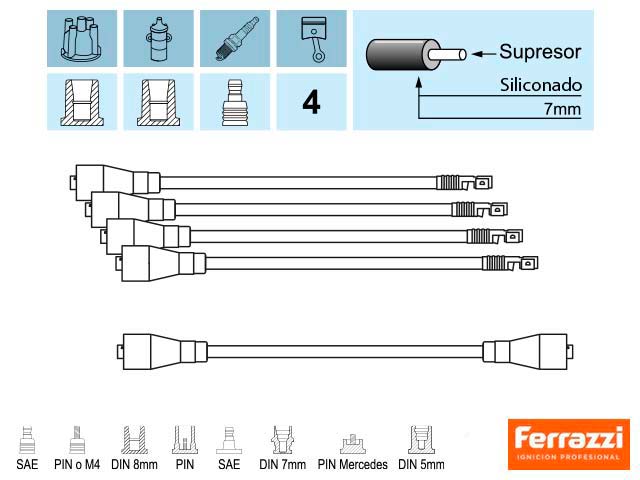 Supresor
Siliconado
4
7mm
SAE PIN o M4 DIN 8mm PIN SAE DIN 7mm PIN Mercedes DIN 5mm
Ferrazzi
IGNICION PROFESIONAL